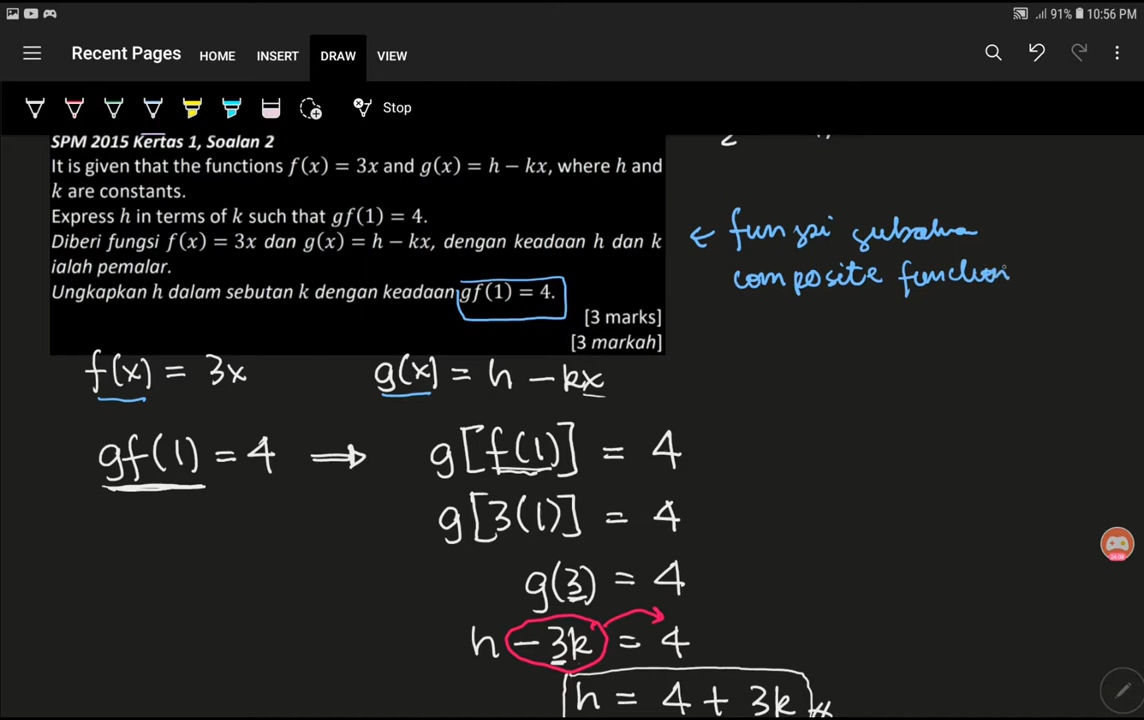 91% 10:56 PM
Recent Pages HOME INSERT DRAW VIEW
Stop
SPM 2015 Kertas 1, Soalan 2
It is given that the functions f(x) = 3x and g(x) = h − kx, where h and
k are constants.
Express h in terms of k such that gf(1) = 4.
Diberi fungsi f(x) = 3x dan g(x) = h − kx, dengan keadaan h dan k
ialah pemalar.
Ungkapkan h dalam sebutan k dengan keadaan gf(1) = 4.
[3 marks]
[3 markah]
← fungsi gubahan
composite function
f(x) = 3x g(x) = h − kx
gf(1) = 4 ⟹ g[f(1)] = 4
g[3(1)] = 4
g(3) = 4
h − 3k = 4
h = 4 + 3k